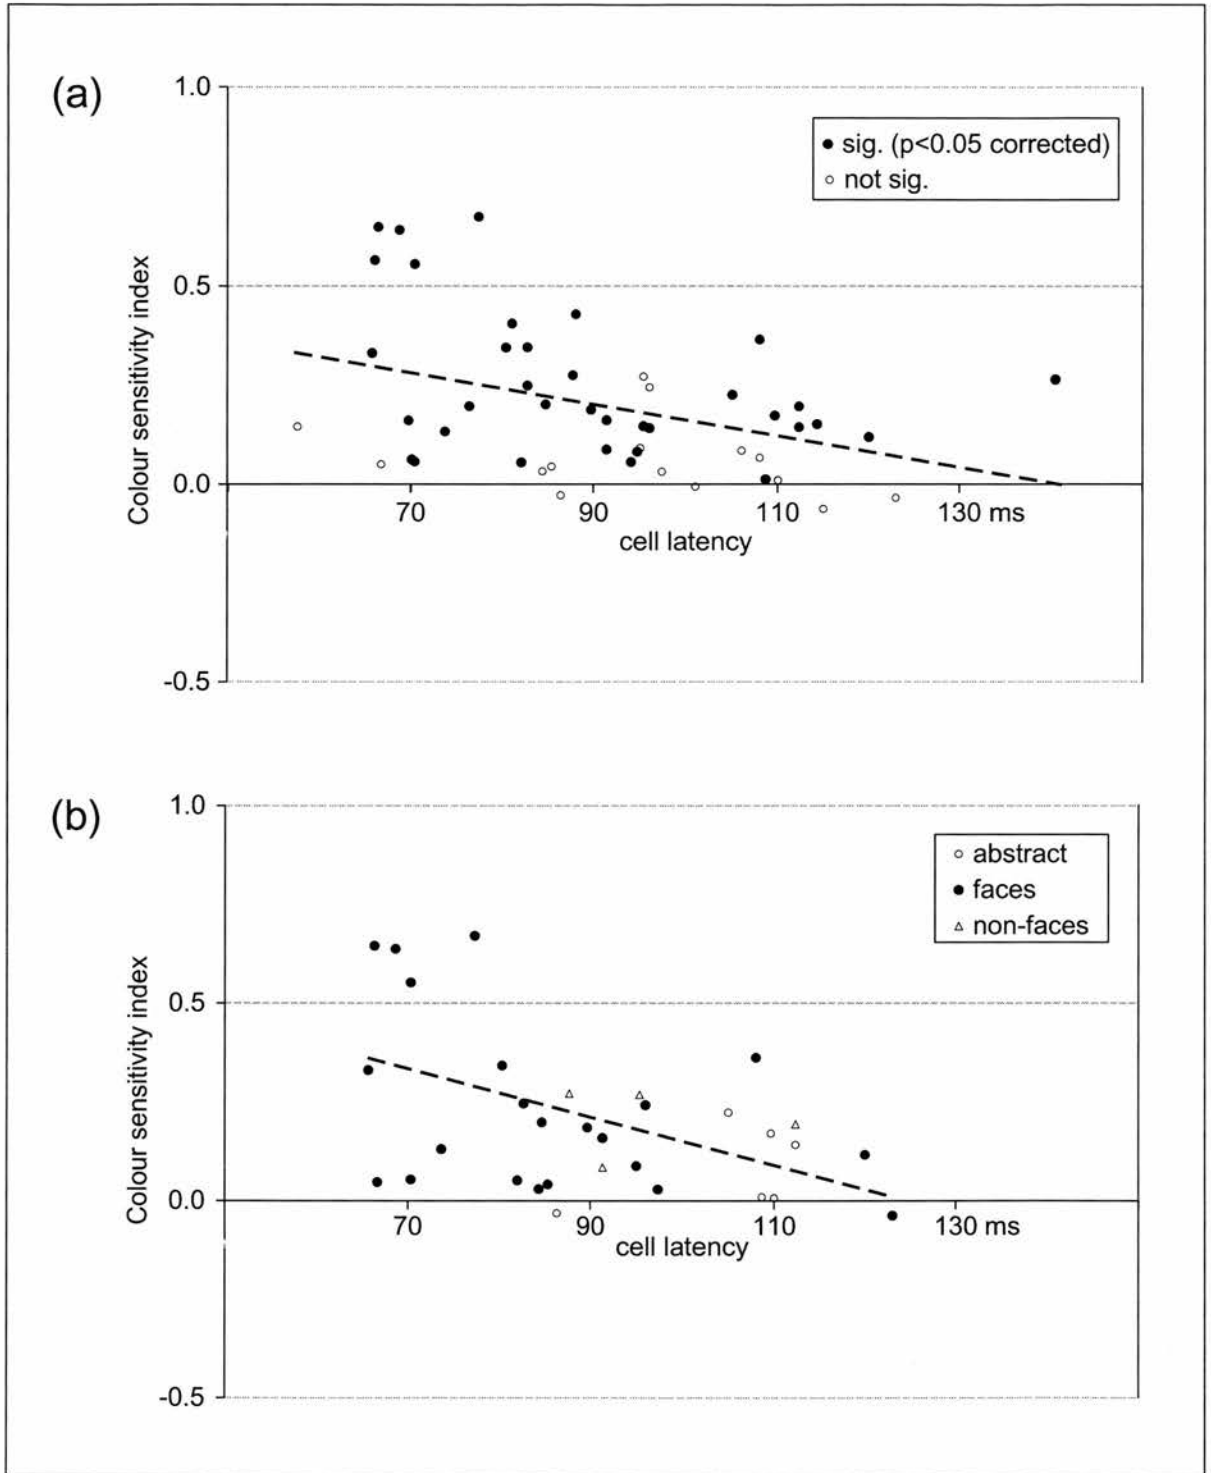 (a)
1.0
sig. (p<0.05 corrected)
not sig.
0.5
Colour sensitivity index
0.0
70 90 110 130 ms
cell latency
-0.5
(b)
1.0
abstract
faces
non-faces
0.5
Colour sensitivity index
0.0
70 90 110 130 ms
cell latency
-0.5